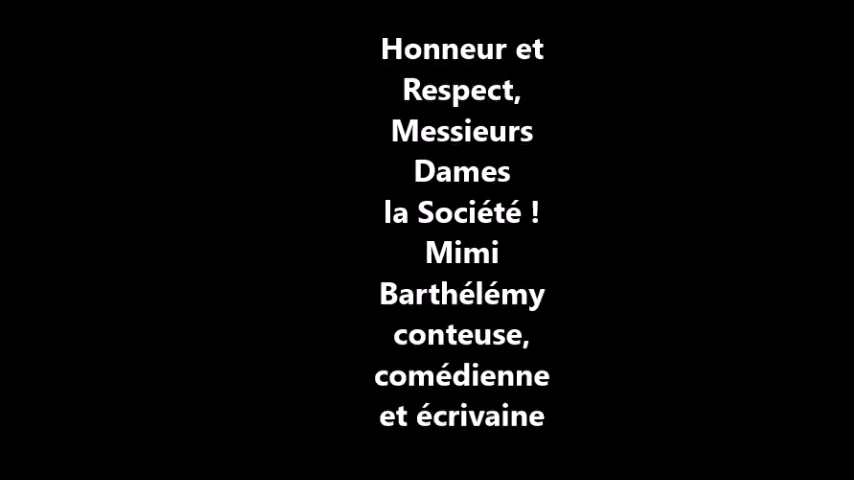 Honneur et
Respect,
Messieurs
Dames
la Société !
Mimi
Barthélémy
conteuse,
comédienne
et écrivaine